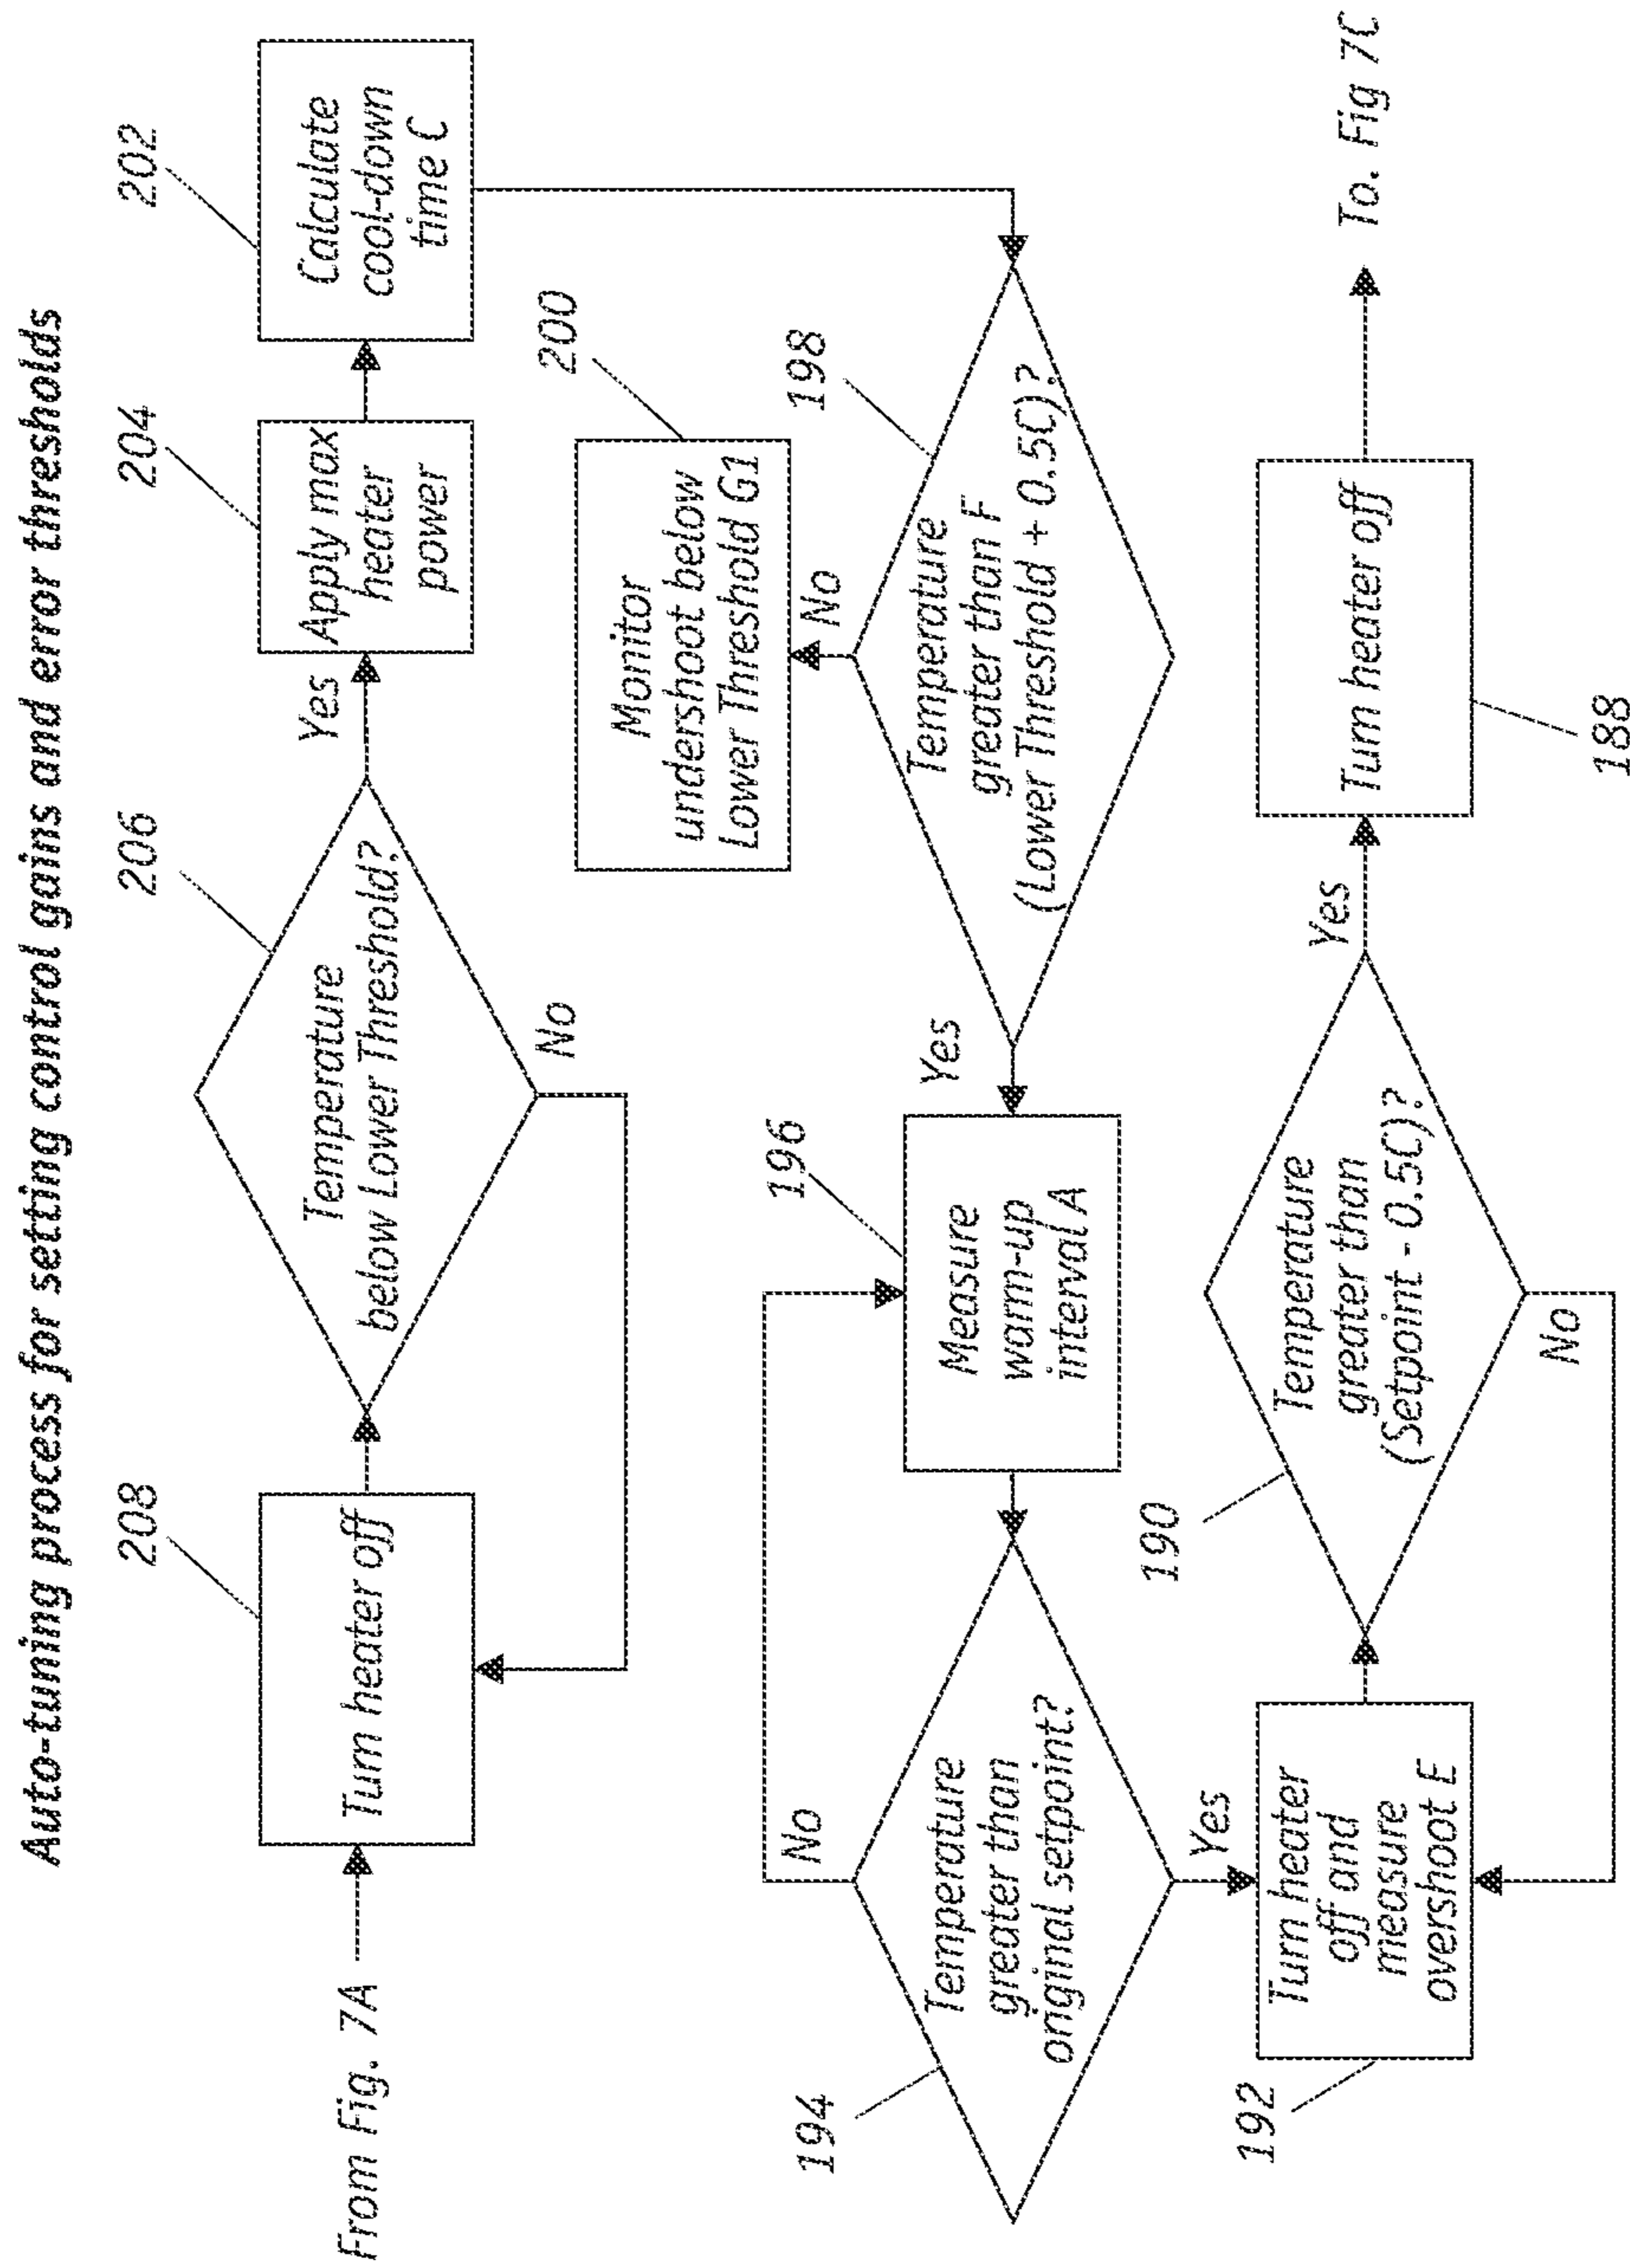 Auto-tuning process for setting control gains and error thresholds
From Fig. 7A
208
Turn heater off
206
Temperature
below Lower Threshold?
Yes
No
204
Apply max
heater
power
202
Calculate
cool-down
time C
200
Monitor
undershoot below
Lower Threshold G1
No
198
Temperature
greater than F
(Lower Threshold + 0.5C)?
Yes
196
Measure
warm-up
interval A
194
Temperature
greater than
original setpoint?
No
Yes
192
Turn heater
off and
measure
overshoot E
190
Temperature
greater than
(Setpoint - 0.5C)?
No
Yes
188
Turn heater off
To. Fig 7C